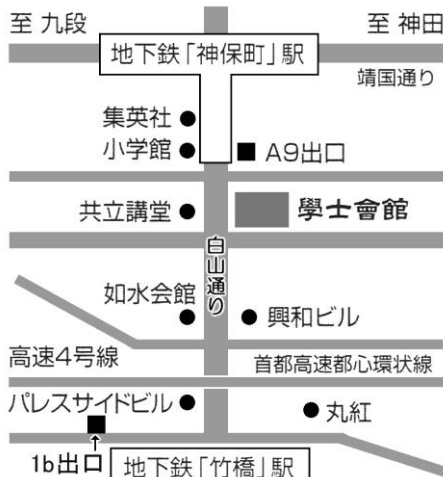 至 九段
至 神田
地下鉄「神保町」駅
靖国通り
集英社
小学館
A9出口
共立講堂
學士會館
白山通り
如水会館
興和ビル
高速4号線
首都高速都心環状線
パレスサイドビル
丸紅
1b出口
地下鉄「竹橋」駅